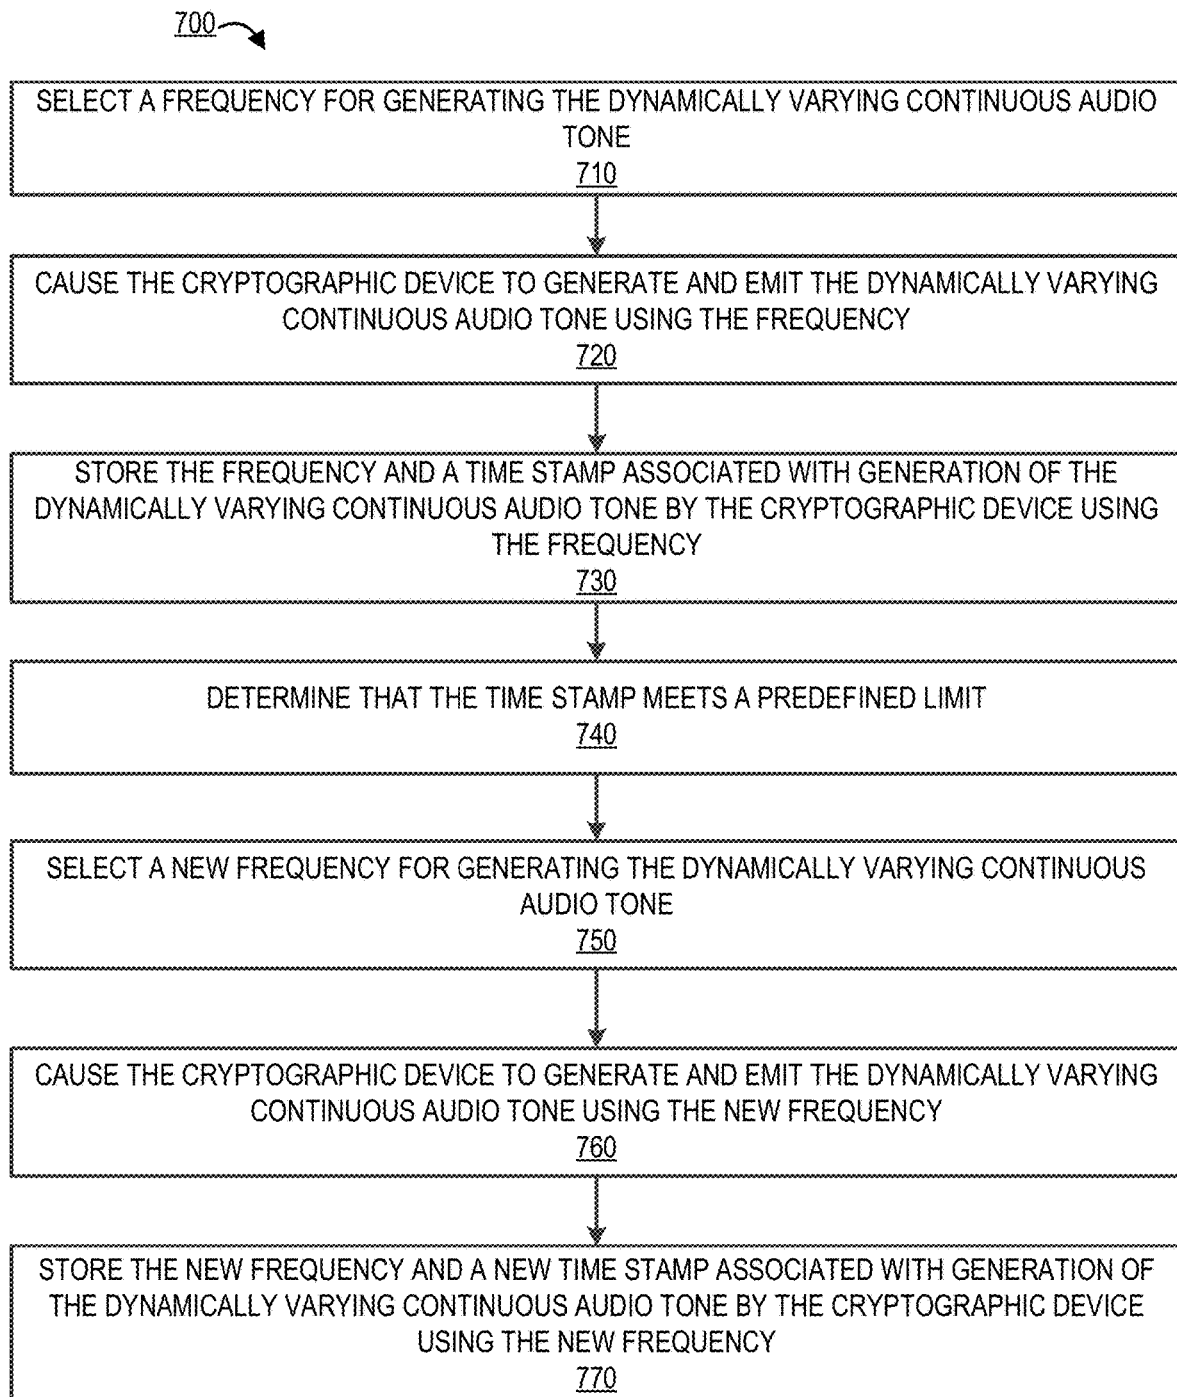 700
SELECT A FREQUENCY FOR GENERATING THE DYNAMICALLY VARYING CONTINUOUS AUDIO
TONE
710
CAUSE THE CRYPTOGRAPHIC DEVICE TO GENERATE AND EMIT THE DYNAMICALLY VARYING
CONTINUOUS AUDIO TONE USING THE FREQUENCY
720
STORE THE FREQUENCY AND A TIME STAMP ASSOCIATED WITH GENERATION OF THE
DYNAMICALLY VARYING CONTINUOUS AUDIO TONE BY THE CRYPTOGRAPHIC DEVICE USING
THE FREQUENCY
730
DETERMINE THAT THE TIME STAMP MEETS A PREDEFINED LIMIT
740
SELECT A NEW FREQUENCY FOR GENERATING THE DYNAMICALLY VARYING CONTINUOUS
AUDIO TONE
750
CAUSE THE CRYPTOGRAPHIC DEVICE TO GENERATE AND EMIT THE DYNAMICALLY VARYING
CONTINUOUS AUDIO TONE USING THE NEW FREQUENCY
760
STORE THE NEW FREQUENCY AND A NEW TIME STAMP ASSOCIATED WITH GENERATION OF
THE DYNAMICALLY VARYING CONTINUOUS AUDIO TONE BY THE CRYPTOGRAPHIC DEVICE
USING THE NEW FREQUENCY
770